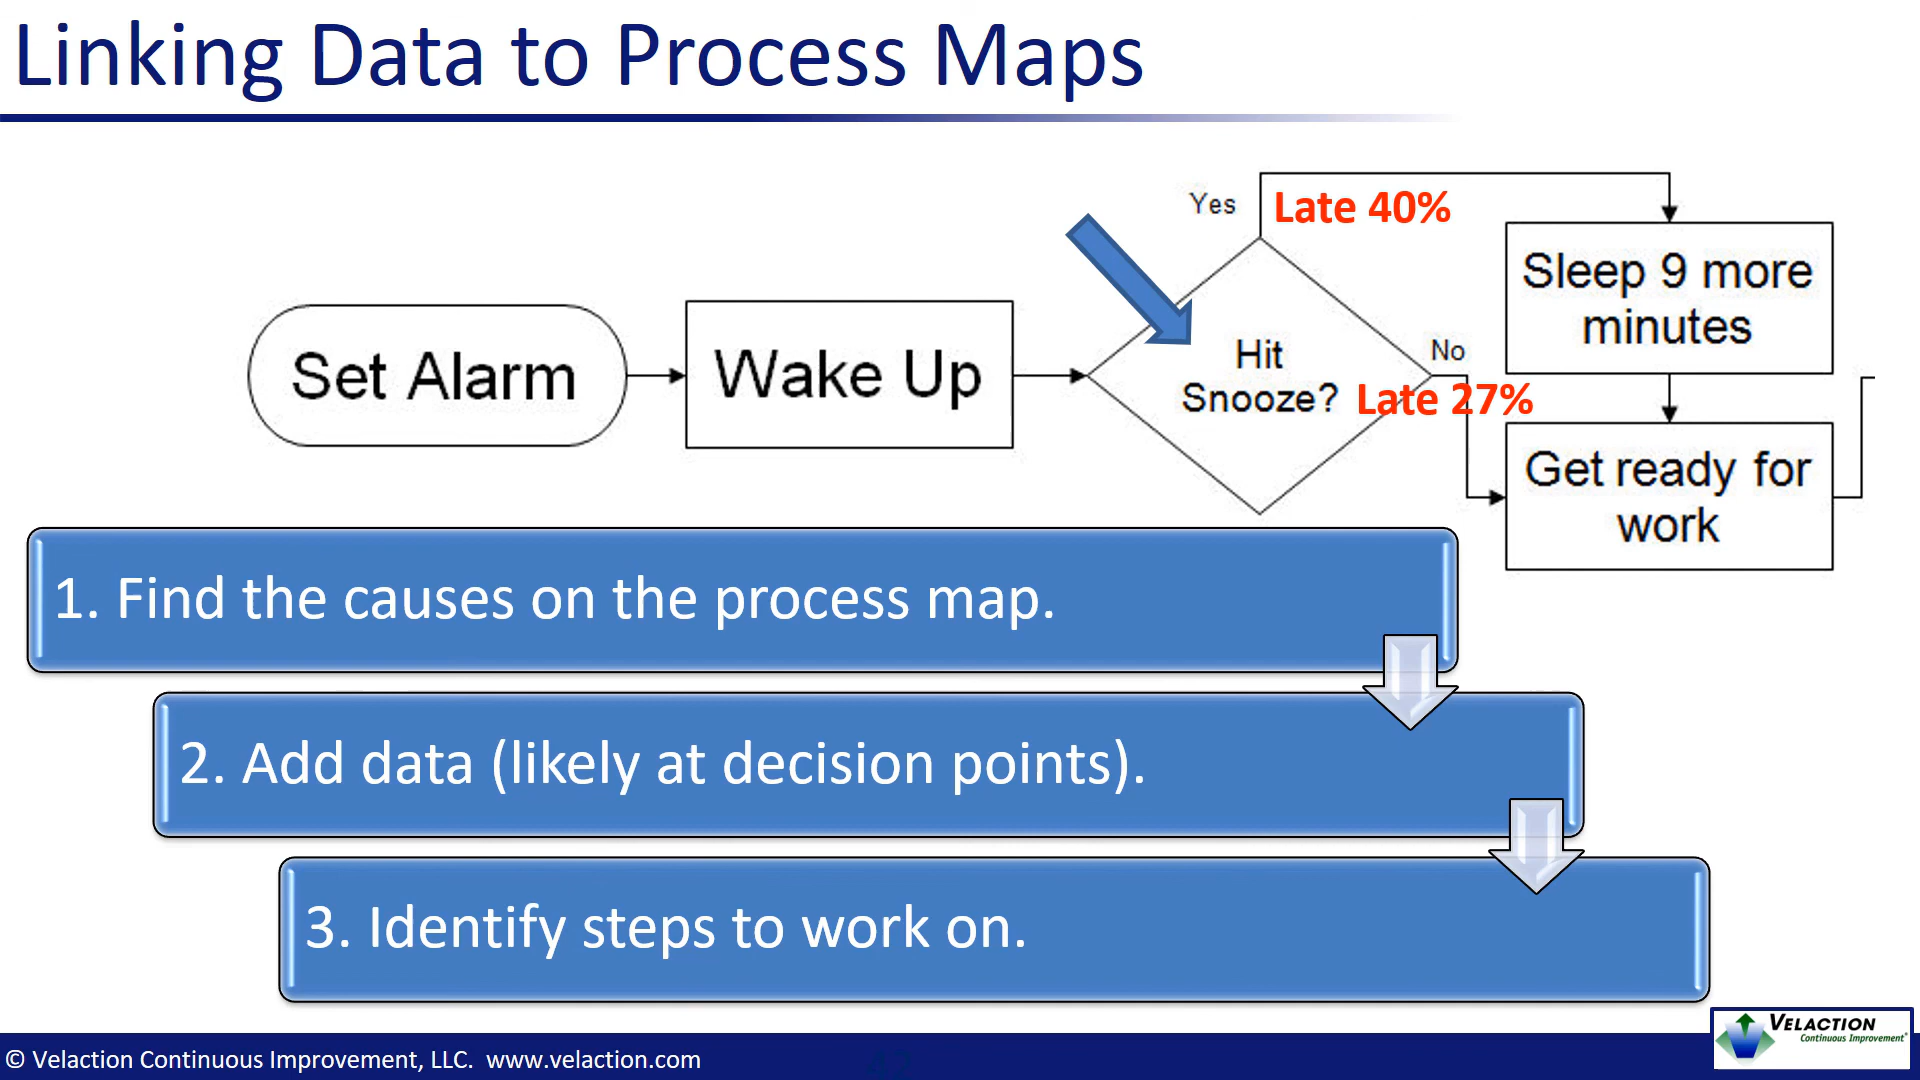 Linking Data to Process Maps
Yes
Late 40%
Sleep 9 more
minutes
Set Alarm
Wake Up
Hit
Snooze?
No
Late 27%
Get ready for
work
1. Find the causes on the process map.
2. Add data (likely at decision points).
3. Identify steps to work on.
© Velaction Continuous Improvement, LLC. www.velaction.com
42
VELACTION
Continuous Improvement®